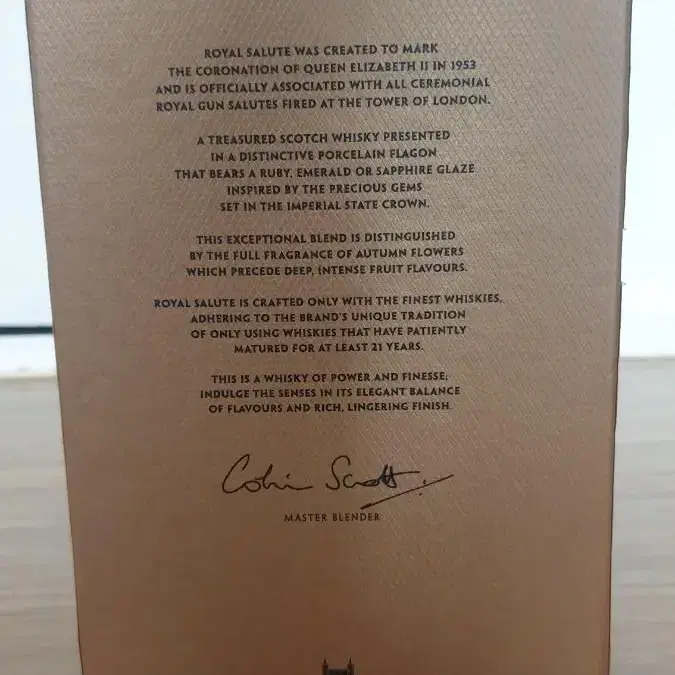 ROYAL SALUTE WAS CREATED TO MARK
THE CORONATION OF QUEEN ELIZABETH II IN 1953
AND IS OFFICIALLY ASSOCIATED WITH ALL CEREMONIAL
ROYAL GUN SALUTES FIRED AT THE TOWER OF LONDON.
A TREASURED SCOTCH WHISKY PRESENTED
IN A DISTINCTIVE PORCELAIN FLAGON
THAT BEARS A RUBY, EMERALD OR SAPPHIRE GLAZE
INSPIRED BY THE PRECIOUS GEMS
SET IN THE IMPERIAL STATE CROWN.
THIS EXCEPTIONAL BLEND IS DISTINGUISHED
BY THE FULL FRAGRANCE OF AUTUMN FLOWERS
WHICH PRECEDE DEEP, INTENSE FRUIT FLAVOURS.
ROYAL SALUTE IS CRAFTED ONLY WITH THE FINEST WHISKIES,
ADHERING TO THE BRAND'S UNIQUE TRADITION
OF ONLY USING WHISKIES THAT HAVE PATIENTLY
MATURED FOR AT LEAST 21 YEARS.
THIS IS A WHISKY OF POWER AND FINESSE;
INDULGE THE SENSES IN ITS ELEGANT BALANCE
OF FLAVOURS AND RICH, LINGERING FINISH.
Colin Scott
MASTER BLENDER